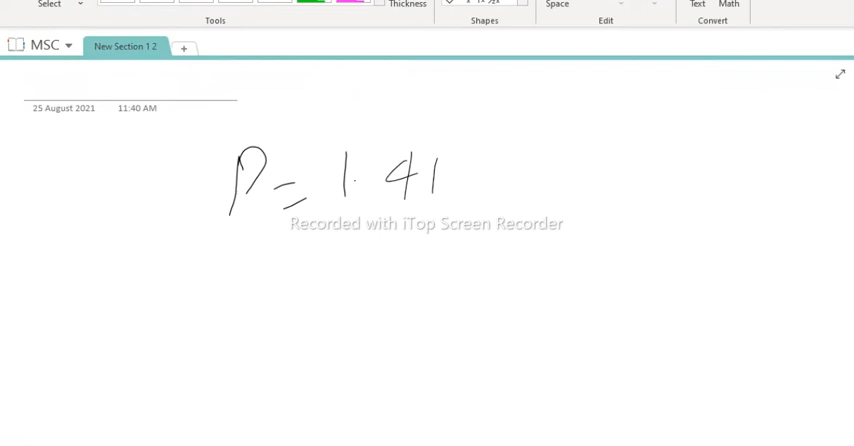 Select
Thickness
Space
Text Math
Tools
Shapes
Edit
Convert
MSC
New Section 1 2
+
25 August 2021 11:40 AM
P = 1.41
Recorded with iTop Screen Recorder